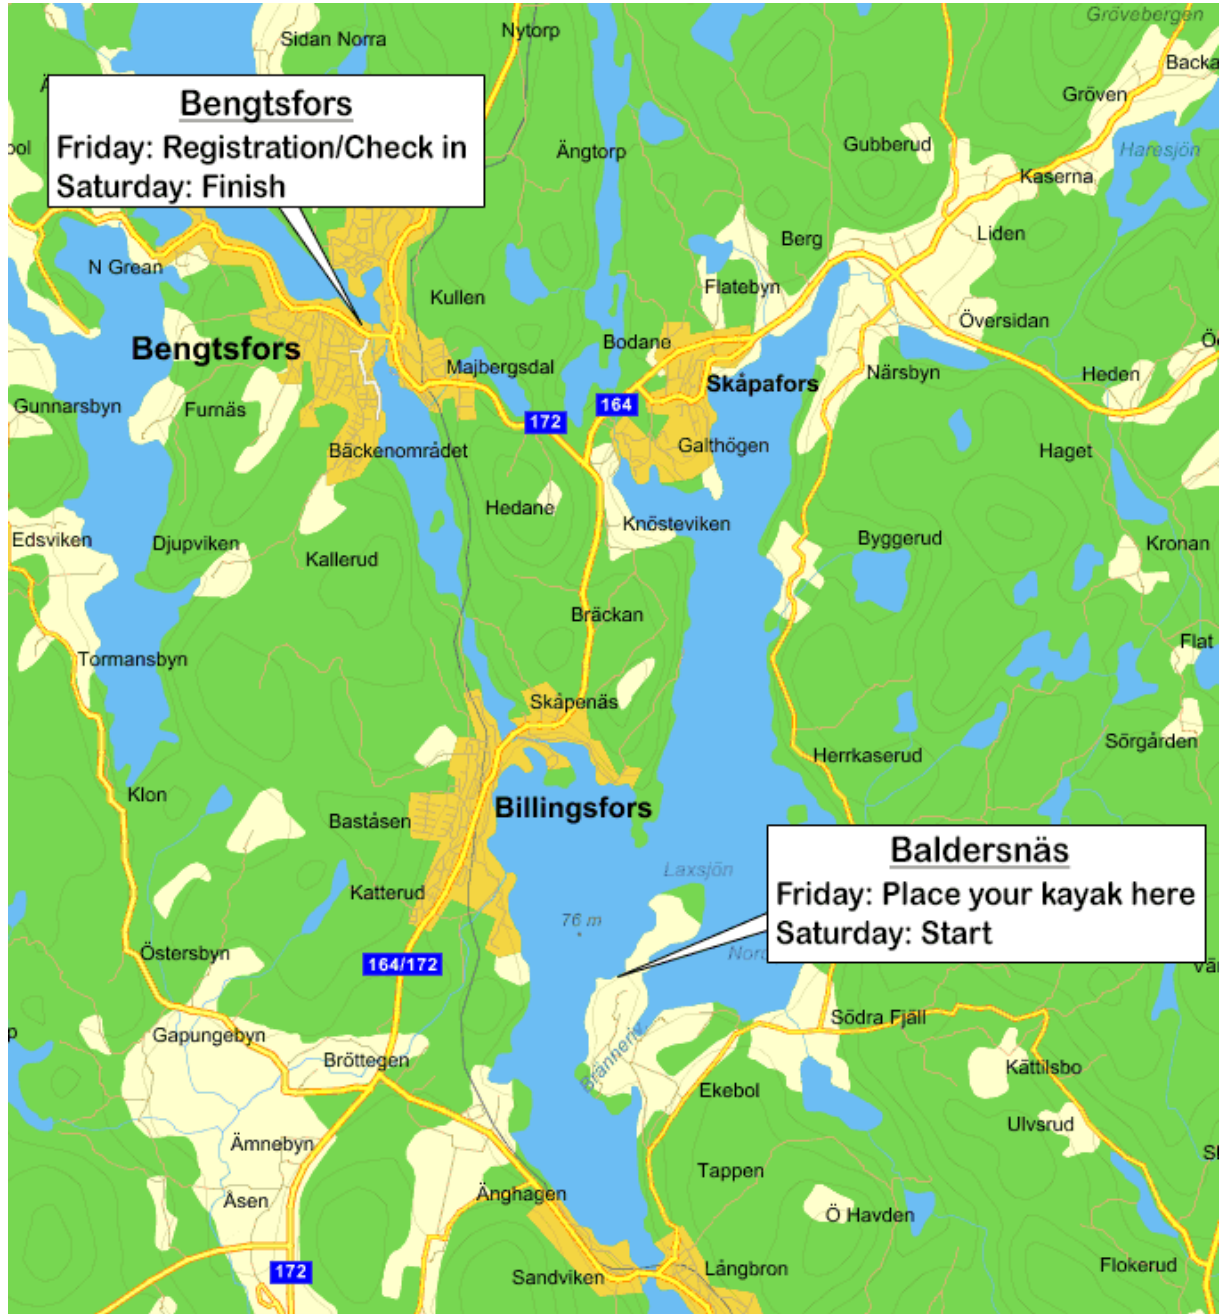 Grövebergen
Nytorp
Sidan Norra
Backa
Gröven
Bengtsfors
Friday: Registration/Check in
Saturday: Finish
Ängtorp
Gubberud
Haresjön
Kaserna
Berg
Liden
N Grean
Flatebyn
Kullen
Översidan
Bodane
Bengtsfors
Majbergsdal
Skåpafors
Närsbyn
Heden
Gunnarsbyn
Furnäs
164
172
Bäckenområdet
Galthögen
Haget
Hedane
Knösteviken
Edsviken
Djupviken
Kallerud
Byggerud
Kronan
Bräckan
Tormansbyn
Flat
Skåpenäs
Sörgården
Herrkaserud
Klon
Baståsen
Billingsfors
Baldersnäs
Friday: Place your kayak here
Saturday: Start
Laxsjön
Katterud
76 m
Östersbyn
164/172
Nord
Gapungebyn
Södra Fjäll
Bröttegen
Bränneriv.
Kättilsbo
Ekebol
Ulvsrud
Ämnebyn
Tappen
Åsen
Änghagen
Ö Havden
172
Sandviken
Långbron
Flokerud